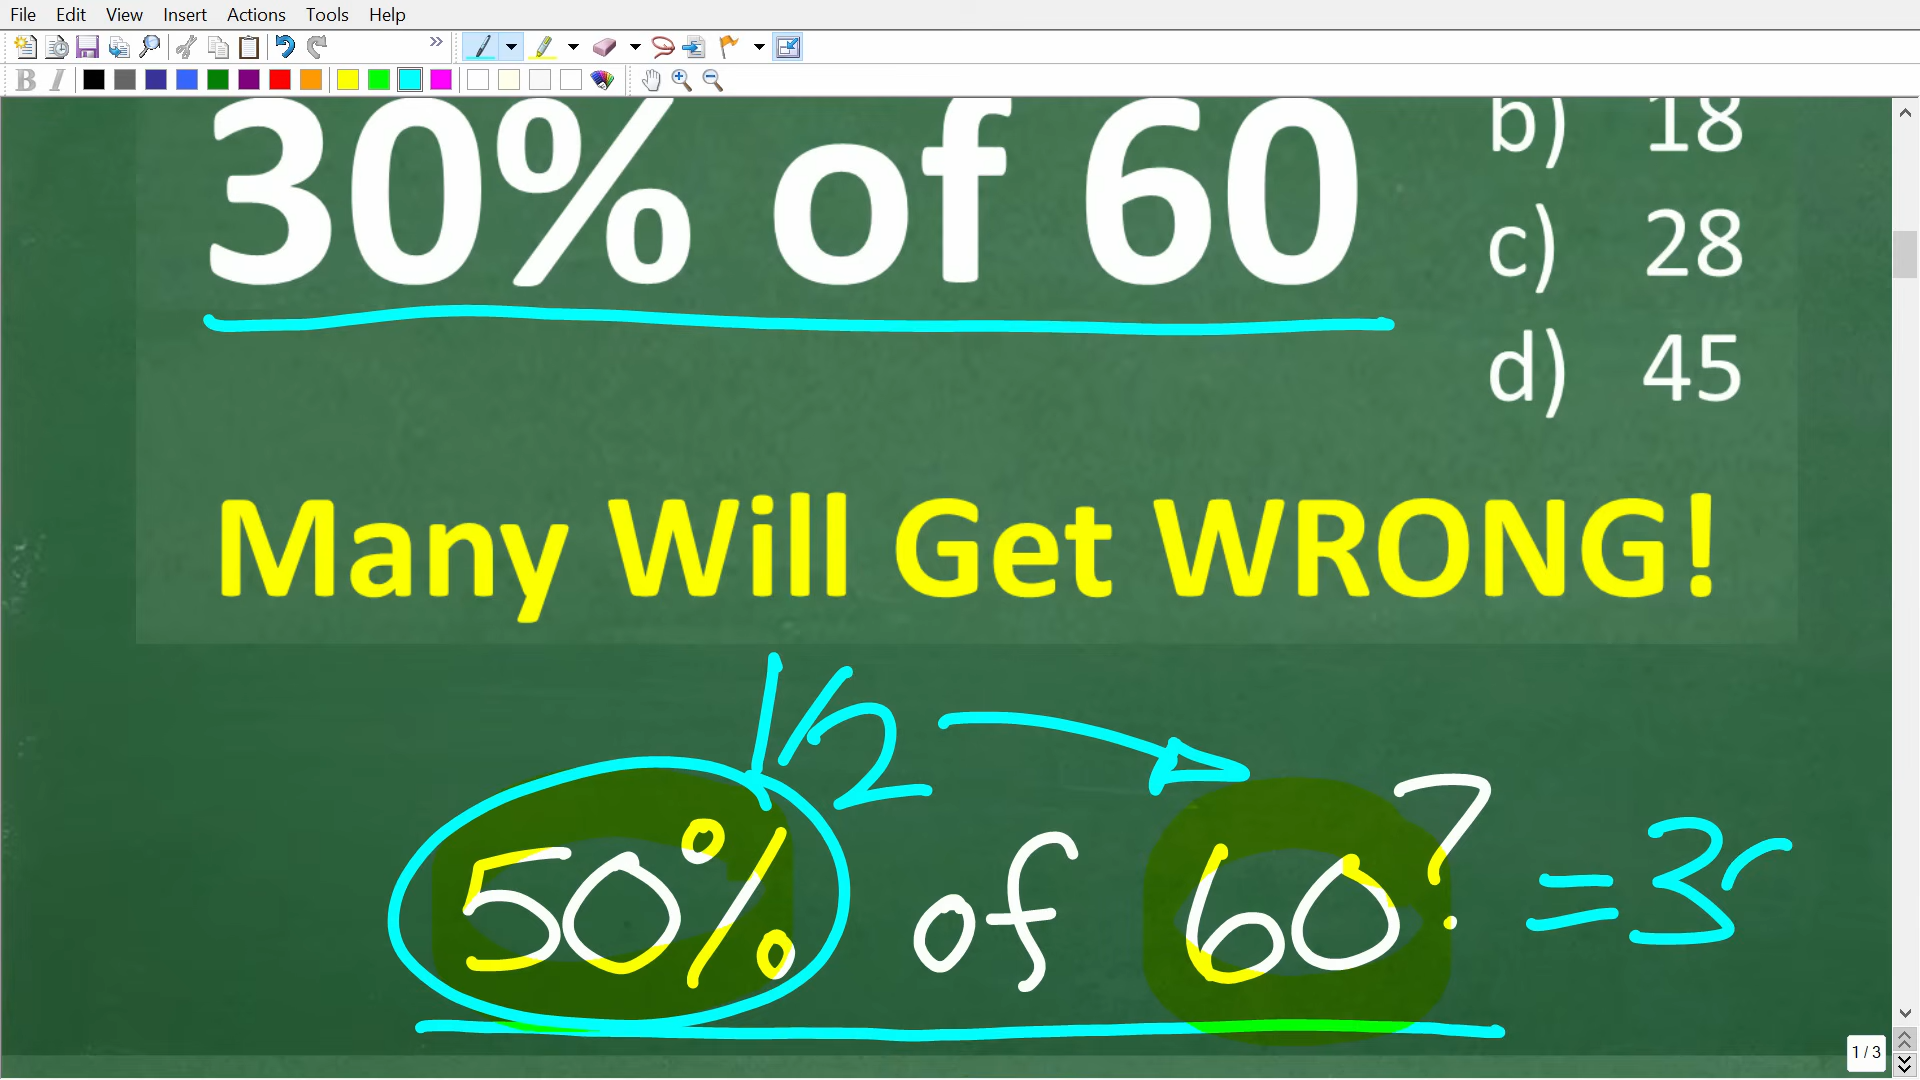 File Edit View Insert Actions Tools Help
B I
30% of 60
b) 18
c) 28
d) 45
Many Will Get WRONG!
1/2
50% of 60? = 3
1 / 3